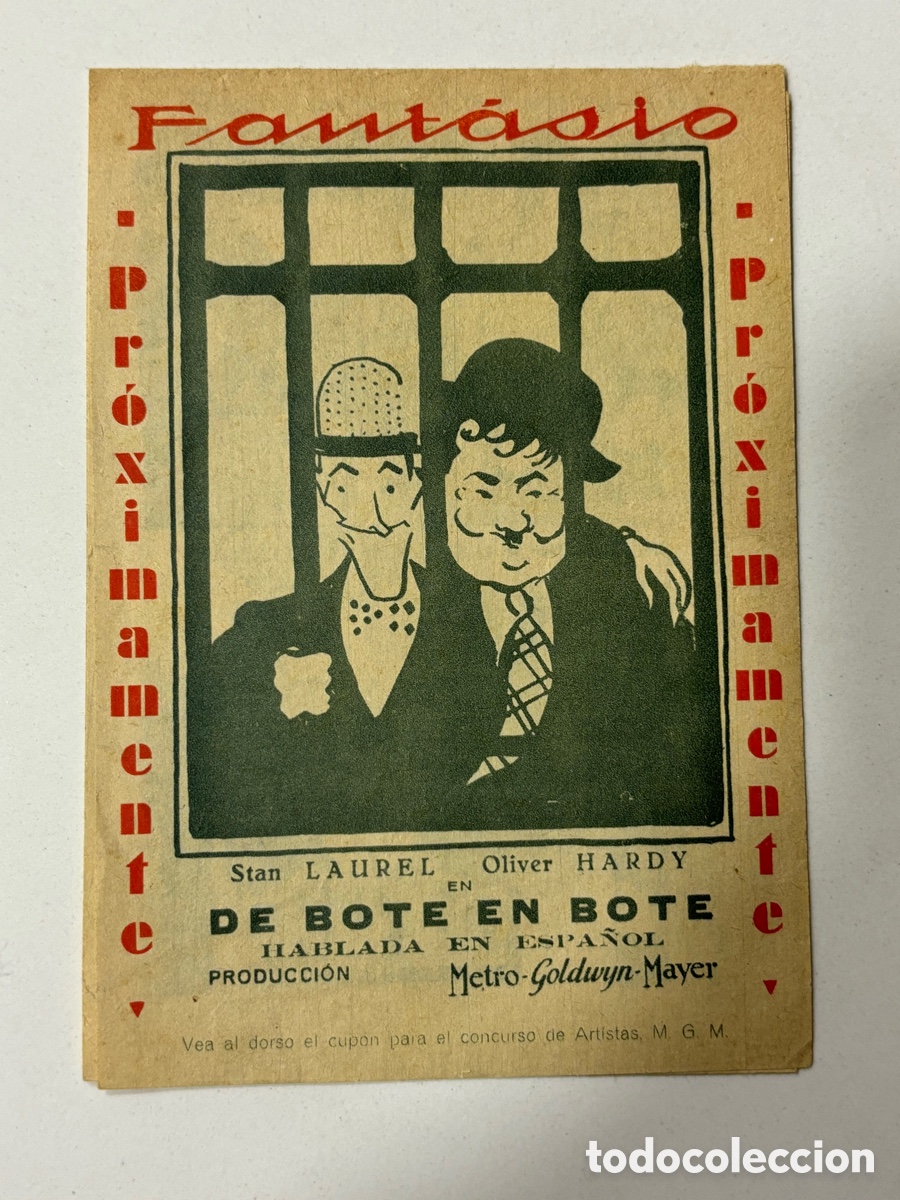 Fantásio
próximamente
próximamente
Stan LAUREL Oliver HARDY
EN
DE BOTE EN BOTE
HABLADA EN ESPAÑOL
PRODUCCIÓN Metro-Goldwyn-Mayer
Vea al dorso el cupón para el concurso de Artistas, M. G. M.
todocoleccion